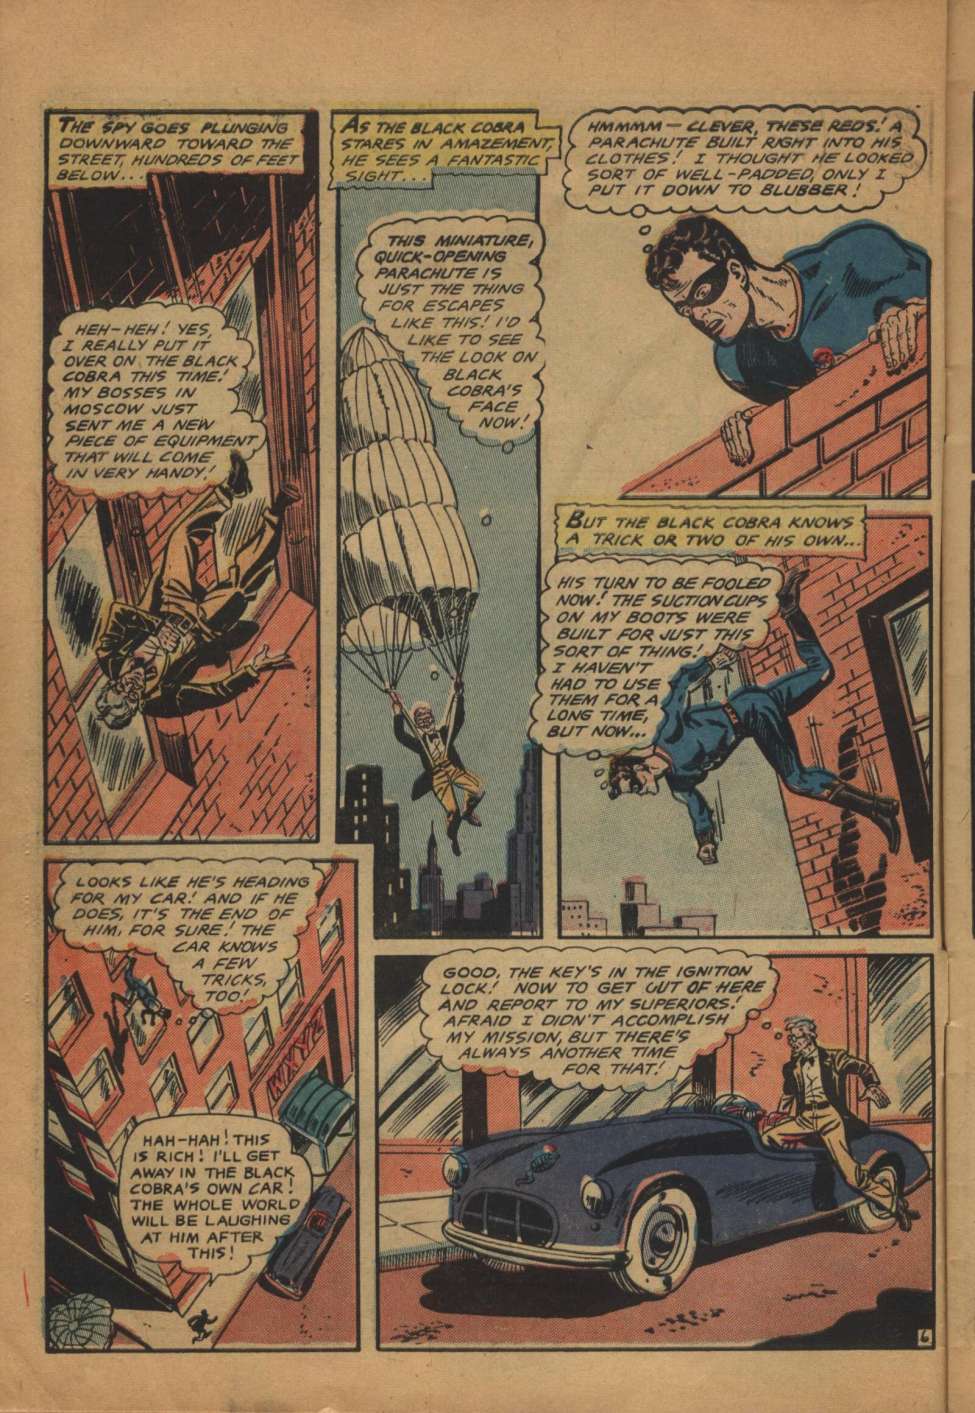 THE SPY GOES PLUNGING
DOWNWARD TOWARD THE
STREET, HUNDREDS OF FEET
BELOW...
HEH-HEH! YES,
I REALLY PUT IT
OVER ON THE BLACK
COBRA THIS TIME!
MY BOSSES IN
MOSCOW JUST
SENT ME A NEW
PIECE OF EQUIPMENT
THAT WILL COME
IN VERY HANDY!
AS THE BLACK COBRA
STARES IN AMAZEMENT,
HE SEES A FANTASTIC
SIGHT...
THIS MINIATURE,
QUICK-OPENING
PARACHUTE IS
JUST THE THING
FOR ESCAPES
LIKE THIS! I'D
LIKE TO SEE
THE LOOK ON
BLACK
COBRA'S
FACE
NOW!
HMMMM — CLEVER, THESE REDS! A
PARACHUTE BUILT RIGHT INTO HIS
CLOTHES! I THOUGHT HE LOOKED
SORT OF WELL-PADDED, ONLY I
PUT IT DOWN TO BLUBBER!
BUT THE BLACK COBRA KNOWS
A TRICK OR TWO OF HIS OWN...
HIS TURN TO BE FOOLED
NOW! THE SUCTION CUPS
ON MY BOOTS WERE
BUILT FOR JUST THIS
SORT OF THING!
I HAVEN'T
HAD TO USE
THEM FOR A
LONG TIME,
BUT NOW...
LOOKS LIKE HE'S HEADING
FOR MY CAR! AND IF HE
DOES, IT'S THE END OF
HIM, FOR SURE! THE
CAR KNOWS
A FEW
TRICKS,
TOO!
WXYZ
HAH-HAH! THIS
IS RICH! I'LL GET
AWAY IN THE BLACK
COBRA'S OWN CAR!
THE WHOLE WORLD
WILL BE LAUGHING
AT HIM AFTER
THIS!
GOOD, THE KEY'S IN THE IGNITION
LOCK! NOW TO GET OUT OF HERE
AND REPORT TO MY SUPERIORS!
AFRAID I DIDN'T ACCOMPLISH
MY MISSION, BUT THERE'S
ALWAYS ANOTHER TIME
FOR THAT!
6